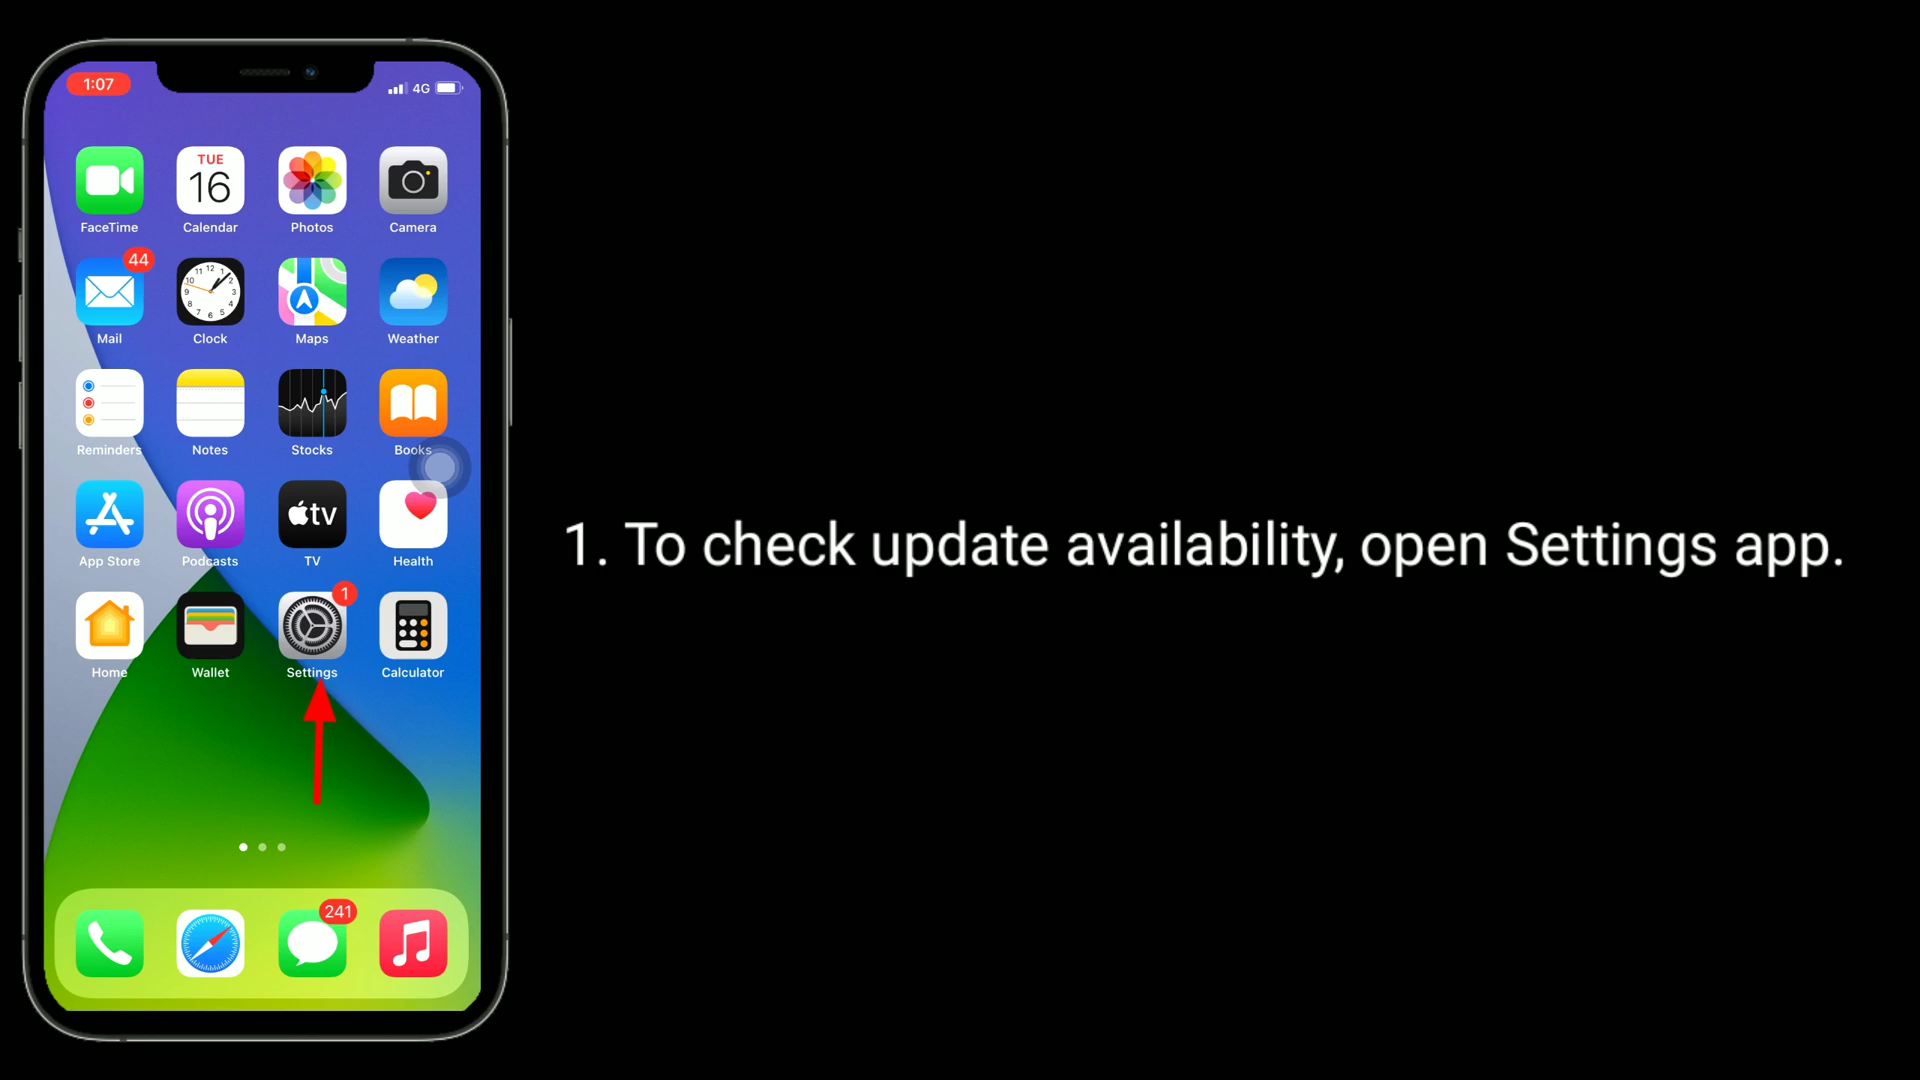 1:07
4G
FaceTime
TUE
16
Calendar
Photos
Camera
44
Mail
Clock
Maps
Weather
Reminders
Notes
Stocks
Books
App Store
Podcasts
tv
TV
Health
Home
Wallet
1
Settings
Calculator
241
1. To check update availability, open Settings app.